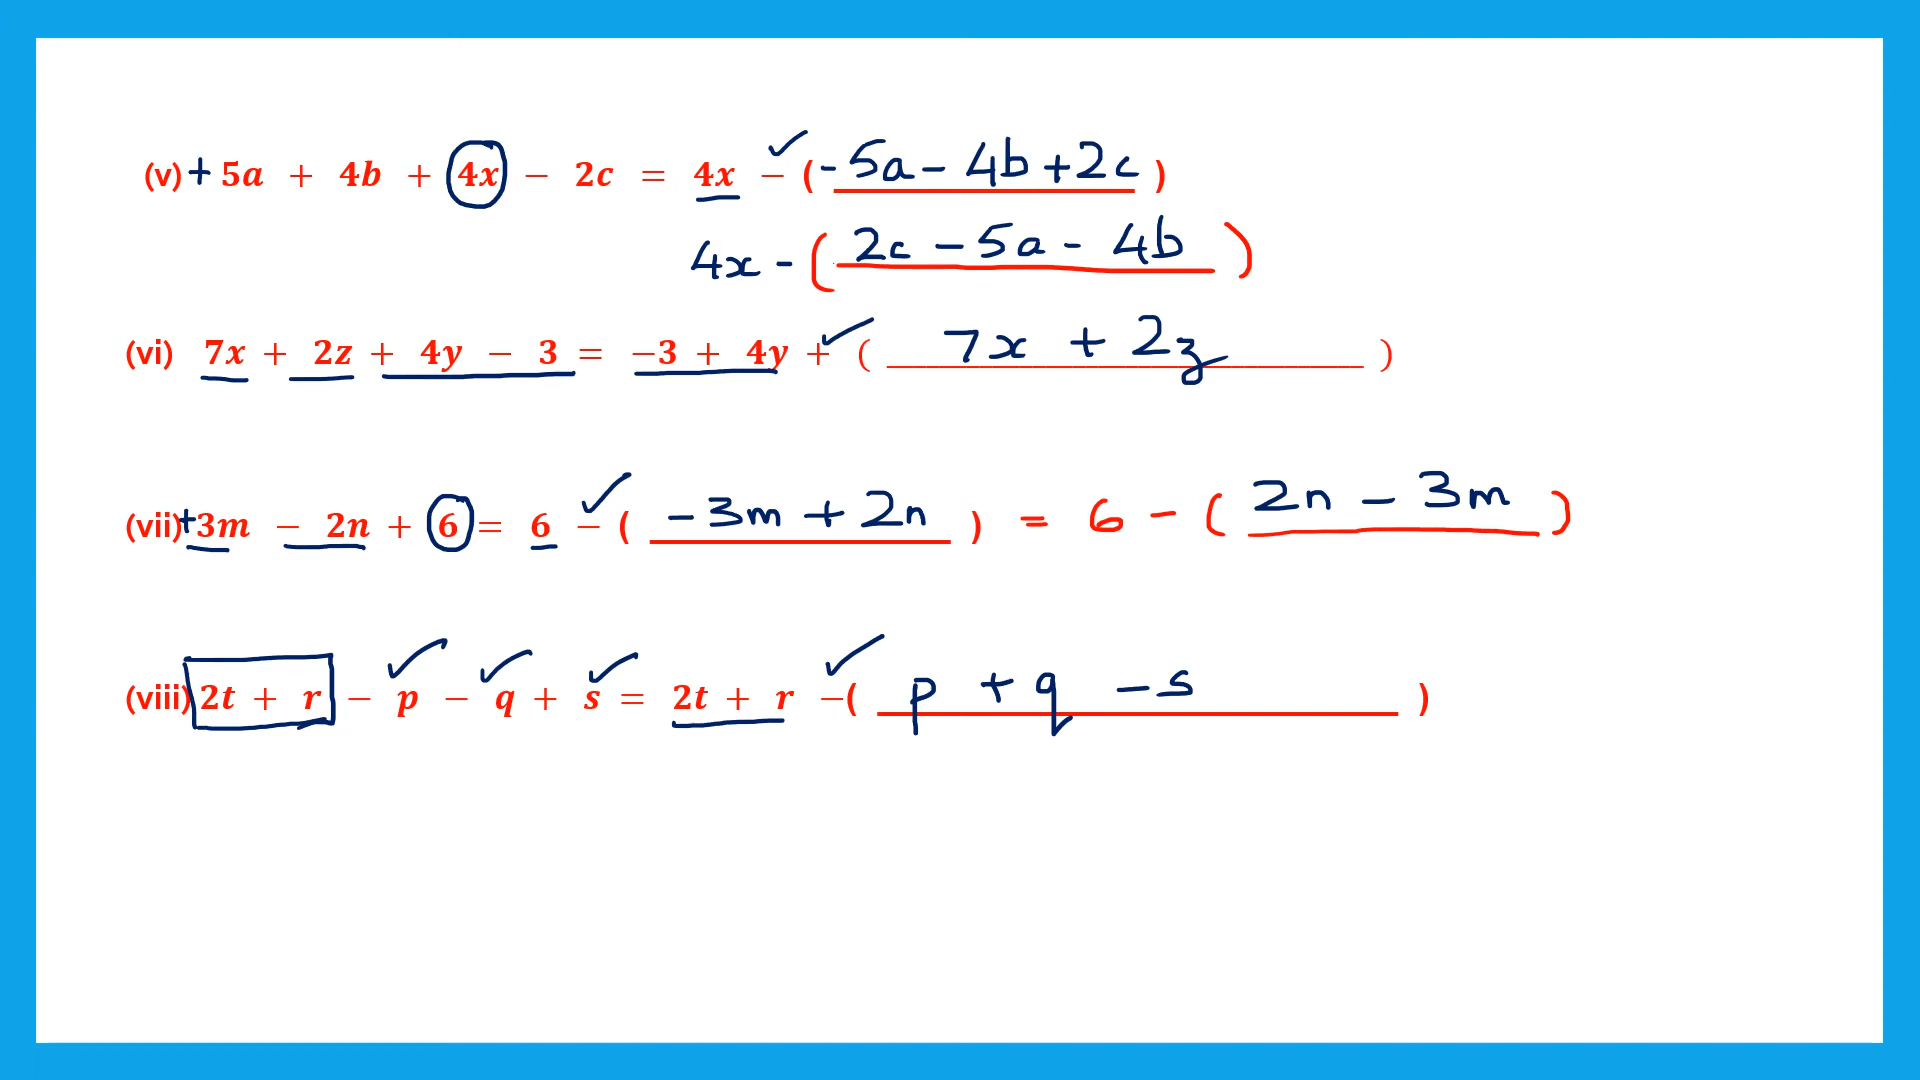 (v) + 5a + 4b + 4x - 2c = 4x - (-5a - 4b + 2c)
4x - (2c - 5a - 4b)
(vi) 7x + 2z + 4y - 3 = -3 + 4y + (7x + 2z)
(vii) +3m - 2n + 6 = 6 - (-3m + 2n) = 6 - (2n - 3m)
(viii) 2t + r - p - q + s = 2t + r -(p + q - s)